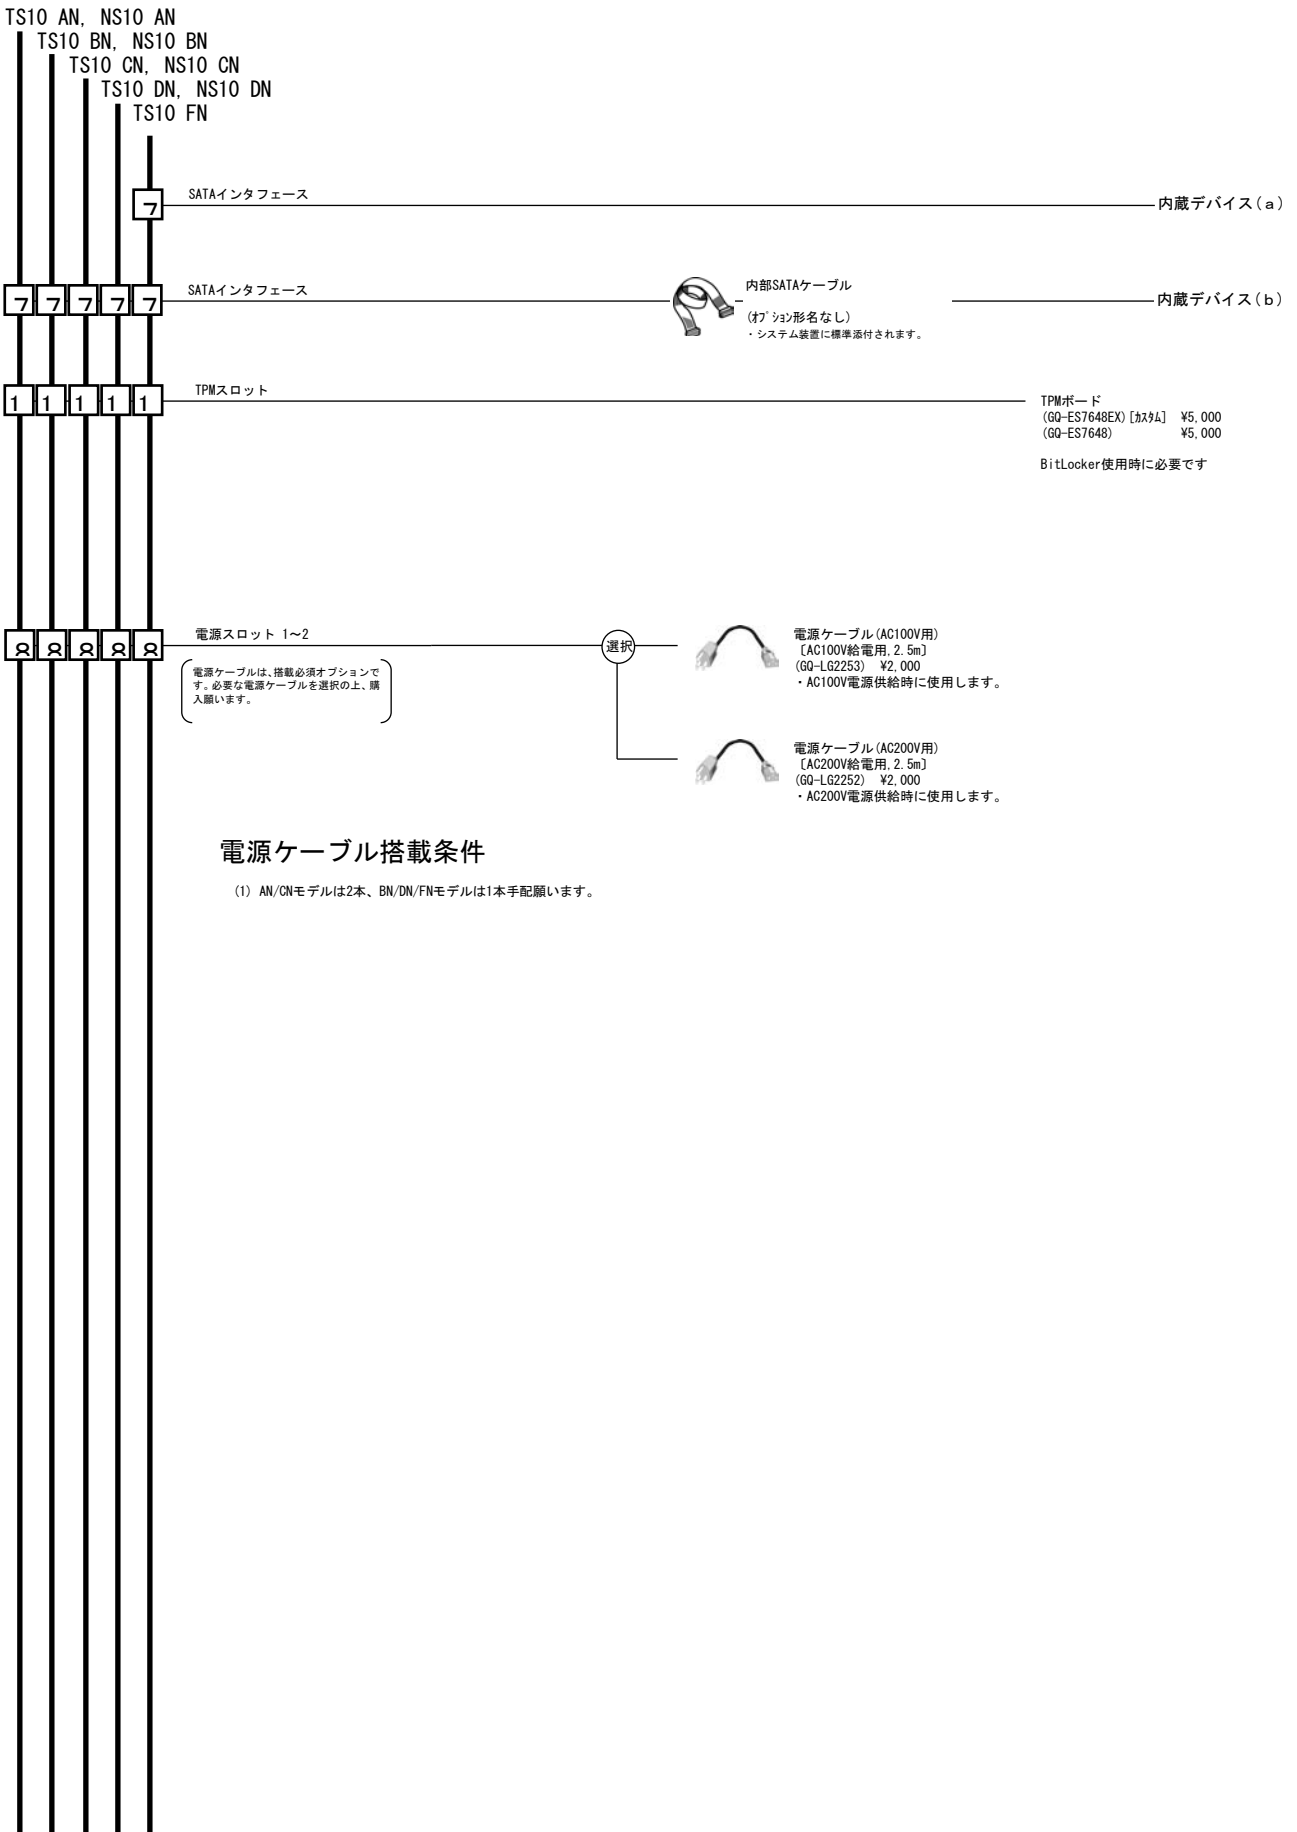 TS10 AN, NS10 AN
TS10 BN, NS10 BN
TS10 CN, NS10 CN
TS10 DN, NS10 DN
TS10 FN
7
SATAインタフェース
内蔵デバイス(a)
7 7 7 7 7
SATAインタフェース
内部SATAケーブル
(ｵﾌﾟｼｮﾝ形名なし)
・システム装置に標準添付されます。
内蔵デバイス(b)
1 1 1 1 1
TPMスロット
TPMボード
(GQ-ES7648EX)[ｶｽﾀﾑ] ¥5,000
(GQ-ES7648) ¥5,000
BitLocker使用時に必要です
電源スロット 1～2
電源ケーブルは、搭載必須オプションで
す。必要な電源ケーブルを選択の上、購
入願います。
選択
電源ケーブル(AC100V用)
〔AC100V給電用,2.5m〕
(GQ-LG2253) ¥2,000
・AC100V電源供給時に使用します。
電源ケーブル(AC200V用)
〔AC200V給電用,2.5m〕
(GQ-LG2252) ¥2,000
・AC200V電源供給時に使用します。
電源ケーブル搭載条件
(1) AN/CNモデルは2本、BN/DN/FNモデルは1本手配願います。